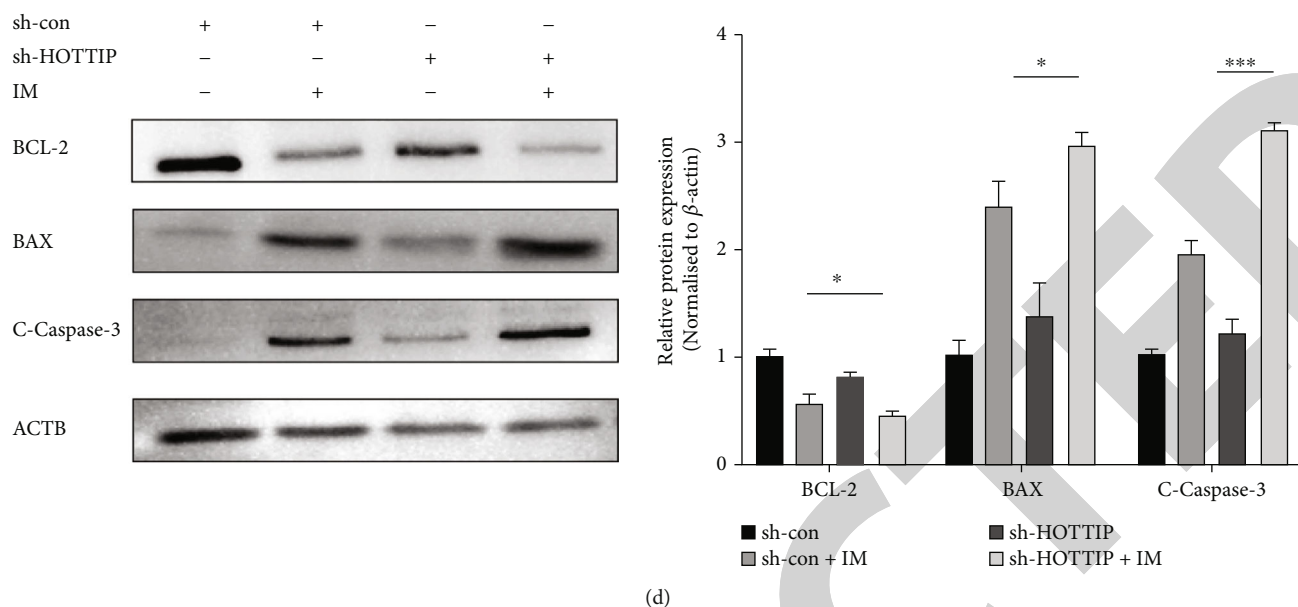 sh-con + + – –
sh-HOTTIP – – + +
IM – + – +
BCL-2
BAX
C-Caspase-3
ACTB
Relative protein expression
(Normalised to β-actin)
4
3
2
1
0
*
*
***
BCL-2 BAX C-Caspase-3
sh-con sh-HOTTIP
sh-con + IM sh-HOTTIP + IM
(d)
CTED